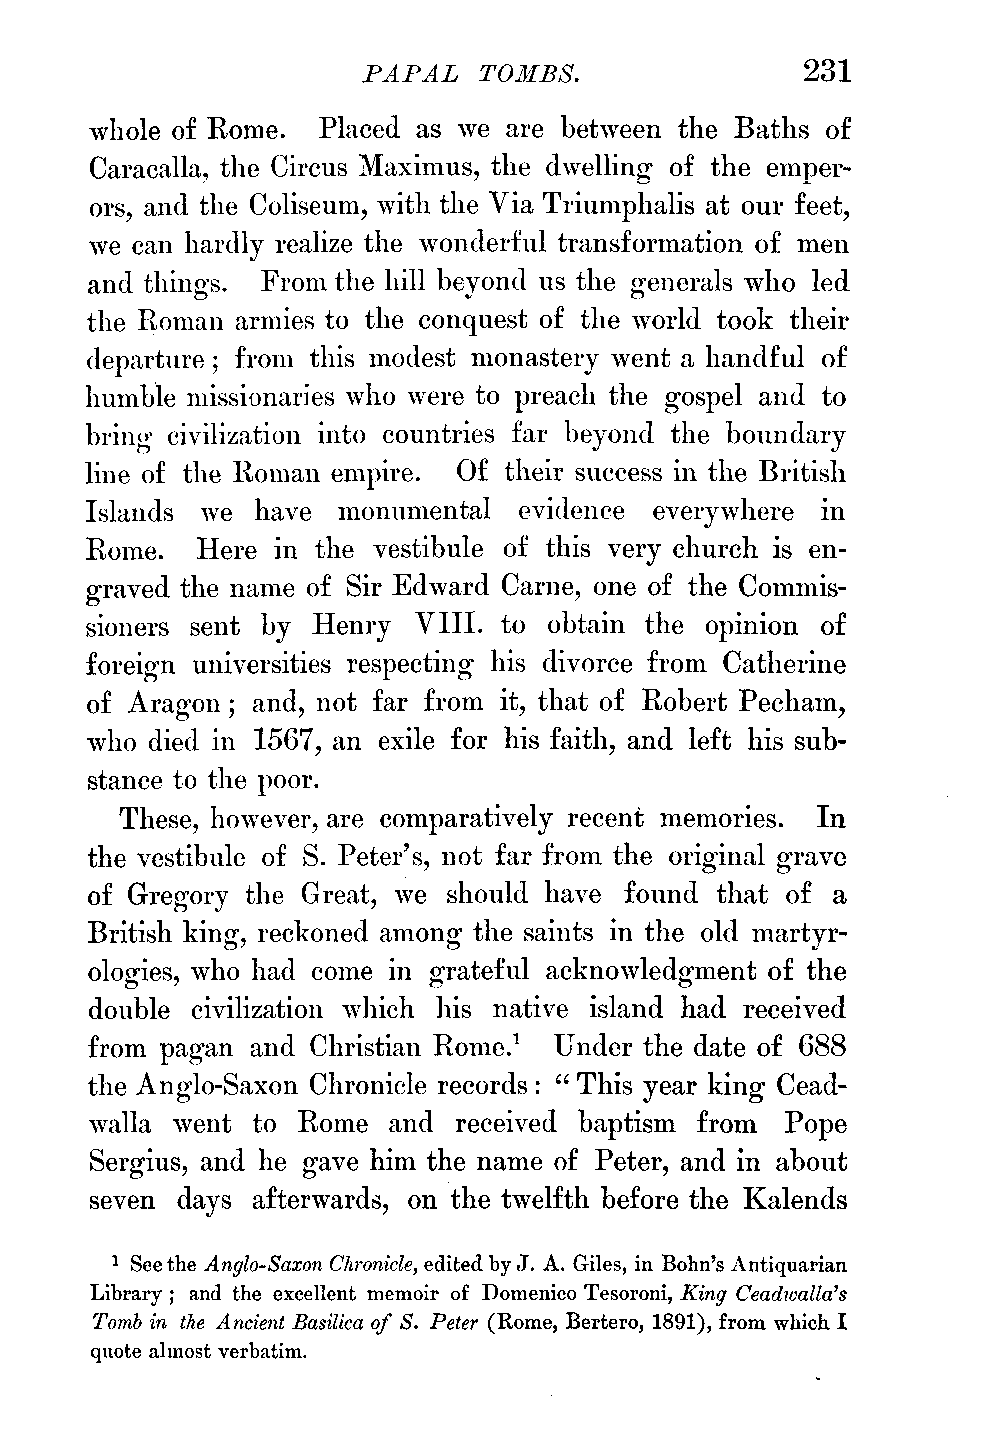 PAPAL TOMBS. 231
whole of Rome. Placed as we are between the Baths of
Caracalla, the Circus Maximus, the dwelling of the emper-
ors, and the Coliseum, with the Via Triumphalis at our feet,
we can hardly realize the wonderful transformation of men
and things. From the hill beyond us the generals who led
the Roman armies to the conquest of the world took their
departure; from this modest monastery went a handful of
humble missionaries who were to preach the gospel and to
bring civilization into countries far beyond the boundary
line of the Roman empire. Of their success in the British
Islands we have monumental evidence everywhere in
Rome. Here in the vestibule of this very church is en-
graved the name of Sir Edward Carne, one of the Commis-
sioners sent by Henry VIII. to obtain the opinion of
foreign universities respecting his divorce from Catherine
of Aragon; and, not far from it, that of Robert Pecham,
who died in 1567, an exile for his faith, and left his sub-
stance to the poor.
These, however, are comparatively recent memories. In
the vestibule of S. Peter's, not far from the original grave
of Gregory the Great, we should have found that of a
British king, reckoned among the saints in the old martyr-
ologies, who had come in grateful acknowledgment of the
double civilization which his native island had received
from pagan and Christian Rome.¹ Under the date of 688
the Anglo-Saxon Chronicle records: "This year king Cead-
walla went to Rome and received baptism from Pope
Sergius, and he gave him the name of Peter, and in about
seven days afterwards, on the twelfth before the Kalends
¹ See the Anglo-Saxon Chronicle, edited by J. A. Giles, in Bohn's Antiquarian
Library; and the excellent memoir of Domenico Tesoroni, King Ceadwalla's
Tomb in the Ancient Basilica of S. Peter (Rome, Bertero, 1891), from which I
quote almost verbatim.